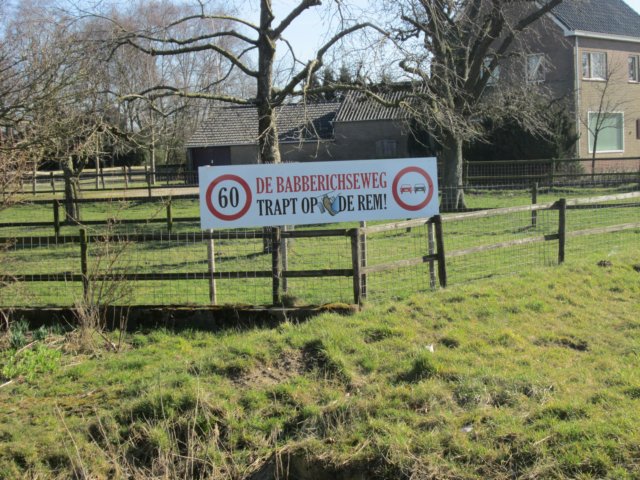 60
DE BABBERICHSEWEG
TRAPT OP DE REM!